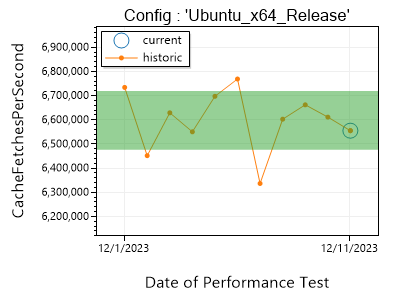 Config : 'Ubuntu_x64_Release'
current
historic
CacheFetchesPerSecond
6,900,000
6,800,000
6,700,000
6,600,000
6,500,000
6,400,000
6,300,000
6,200,000
12/1/2023
12/11/2023
Date of Performance Test